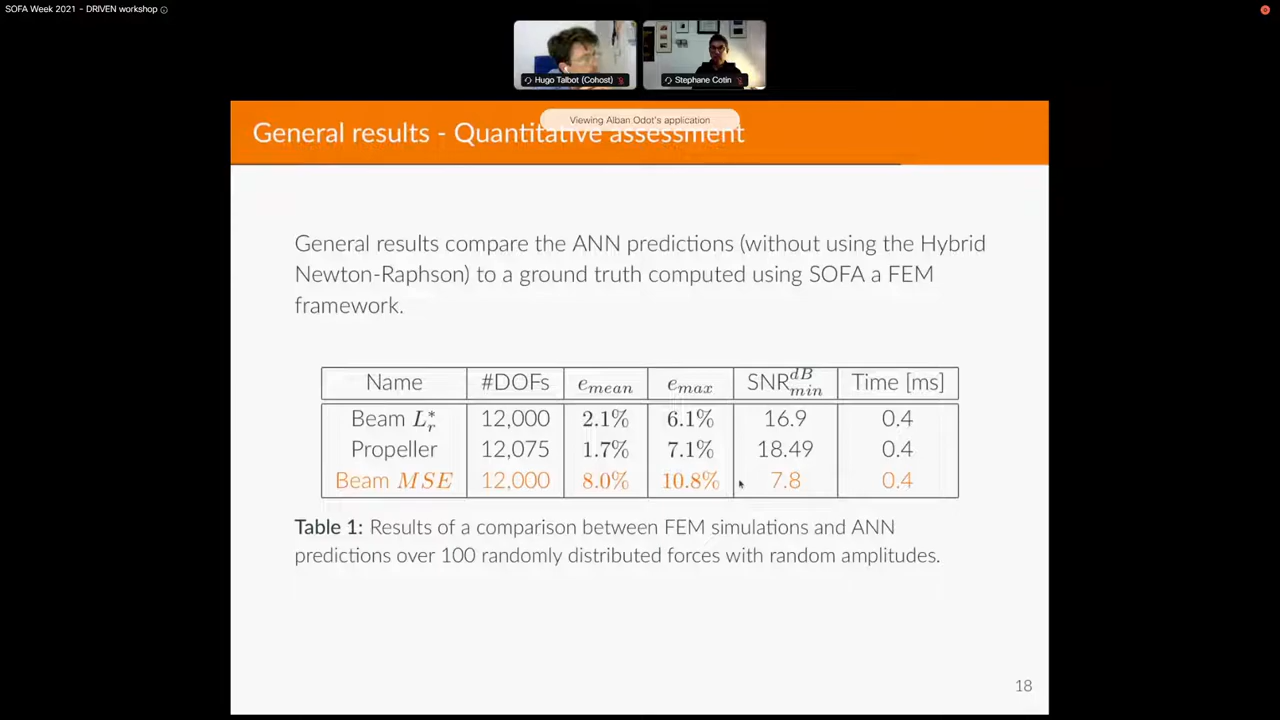 SOFA Week 2021 - DRIVEN workshop
Hugo Talbot (Cohost)
Stephane Cotin
Viewing Alban Odot's application
General results - Quantitative assessment
General results compare the ANN predictions (without using the Hybrid
Newton-Raphson) to a ground truth computed using SOFA a FEM
framework.
Name #DOFs e_mean e_max SNR^dB_min Time [ms]
Beam L*_r 12,000 2.1% 6.1% 16.9 0.4
Propeller 12,075 1.7% 7.1% 18.49 0.4
Beam MSE 12,000 8.0% 10.8% 7.8 0.4
Table 1: Results of a comparison between FEM simulations and ANN
predictions over 100 randomly distributed forces with random amplitudes.
18